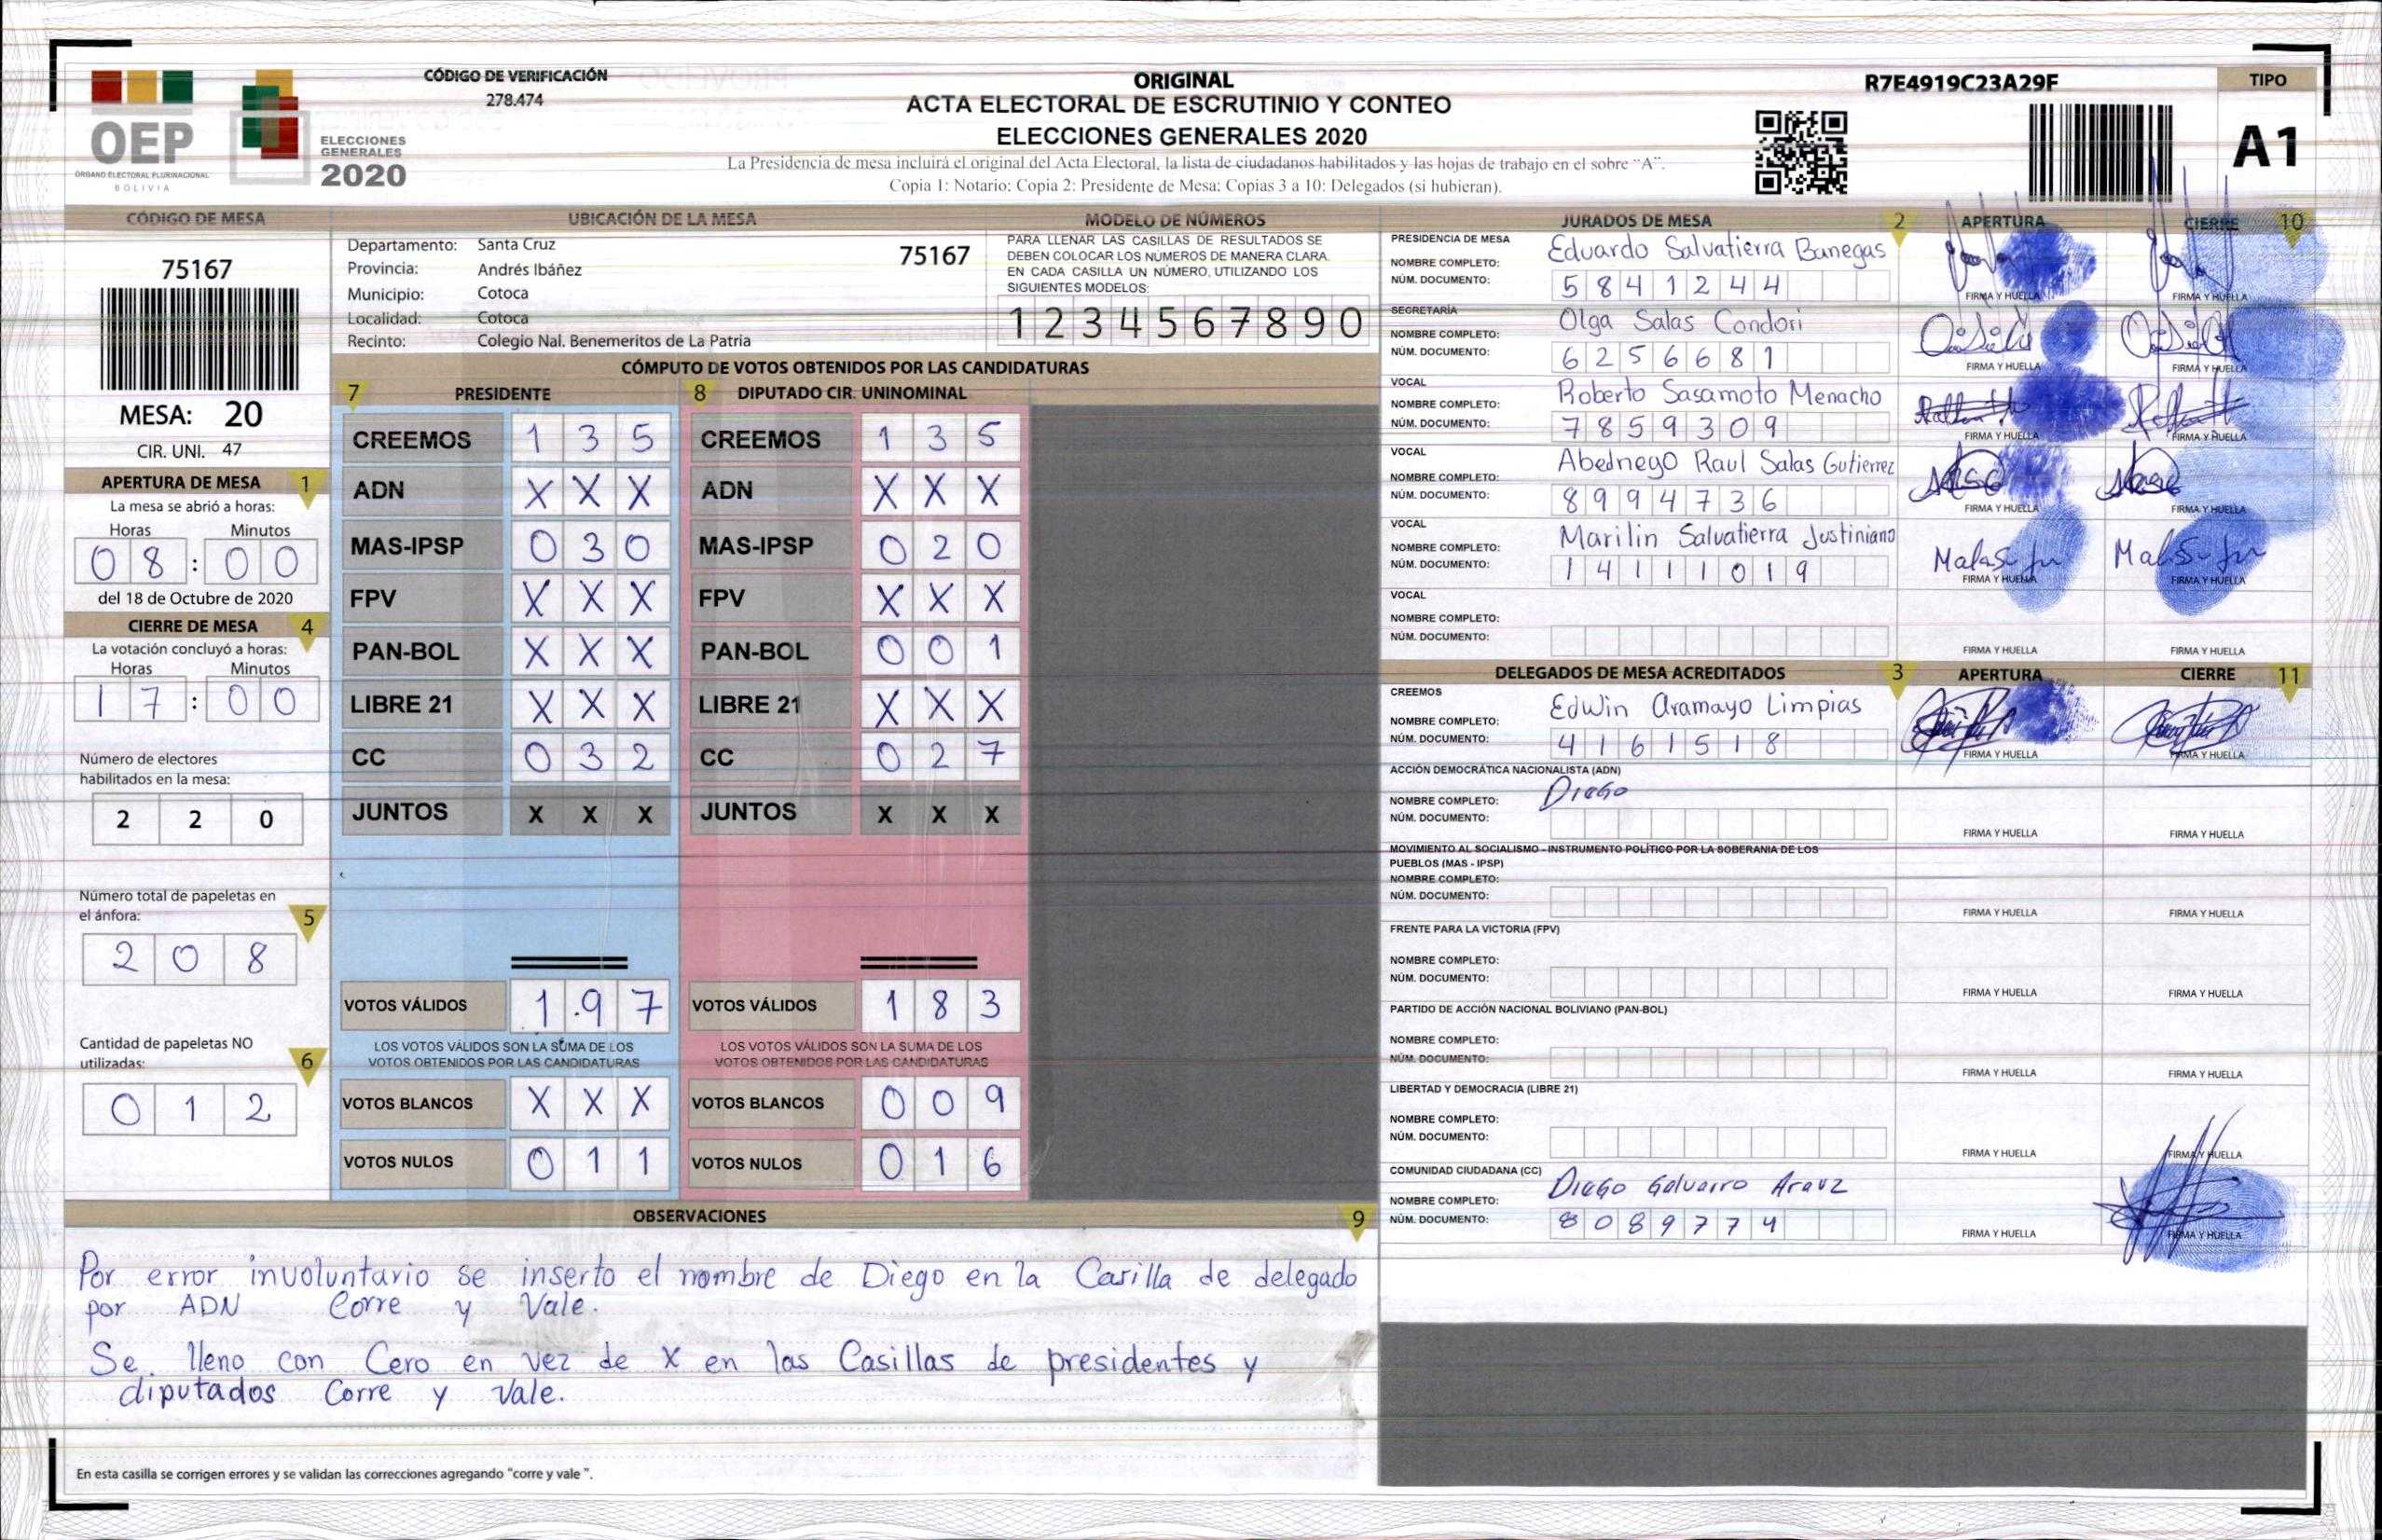 CÓDIGO DE VERIFICACIÓN
278.474
OEP
ÓRGANO ELECTORAL PLURINACIONAL
BOLIVIA
ELECCIONES
GENERALES
2020
ORIGINAL
ACTA ELECTORAL DE ESCRUTINIO Y CONTEO
ELECCIONES GENERALES 2020
La Presidencia de mesa incluirá el original del Acta Electoral, la lista de ciudadanos habilitados y las hojas de trabajo en el sobre "A".
Copia 1: Notario; Copia 2: Presidente de Mesa; Copias 3 a 10: Delegados (si hubieran).
R7E4919C23A29F
TIPO
A1
CÓDIGO DE MESA
75167
MESA: 20
CIR. UNI. 47
APERTURA DE MESA 1
La mesa se abrió a horas:
Horas Minutos
08 : 00
del 18 de Octubre de 2020
CIERRE DE MESA 4
La votación concluyó a horas:
Horas Minutos
17 : 00
Número de electores
habilitados en la mesa:
2 2 0
Número total de papeletas en
el ánfora: 5
2 0 8
Cantidad de papeletas NO
utilizadas: 6
0 1 2
UBICACIÓN DE LA MESA
Departamento: Santa Cruz 75167
Provincia: Andrés Ibáñez
Municipio: Cotoca
Localidad: Cotoca
Recinto: Colegio Nal. Benemeritos de La Patria
MODELO DE NÚMEROS
PARA LLENAR LAS CASILLAS DE RESULTADOS SE
DEBEN COLOCAR LOS NÚMEROS DE MANERA CLARA.
EN CADA CASILLA UN NÚMERO, UTILIZANDO LOS
SIGUIENTES MODELOS:
1 2 3 4 5 6 7 8 9 0
CÓMPUTO DE VOTOS OBTENIDOS POR LAS CANDIDATURAS
7 PRESIDENTE
CREEMOS 1 3 5
ADN X X X
MAS-IPSP 0 3 0
FPV X X X
PAN-BOL X X X
LIBRE 21 X X X
CC 0 3 2
JUNTOS X X X
VOTOS VÁLIDOS 1 9 7
LOS VOTOS VÁLIDOS SON LA SUMA DE LOS
VOTOS OBTENIDOS POR LAS CANDIDATURAS
VOTOS BLANCOS X X X
VOTOS NULOS 0 1 1
8 DIPUTADO CIR. UNINOMINAL
CREEMOS 1 3 5
ADN X X X
MAS-IPSP 0 2 0
FPV X X X
PAN-BOL 0 0 1
LIBRE 21 X X X
CC 0 2 7
JUNTOS X X X
VOTOS VÁLIDOS 1 8 3
LOS VOTOS VÁLIDOS SON LA SUMA DE LOS
VOTOS OBTENIDOS POR LAS CANDIDATURAS
VOTOS BLANCOS 0 0 9
VOTOS NULOS 0 1 6
OBSERVACIONES 9
Por error involuntario se inserto el nombre de Diego en la Casilla de delegado
por ADN Corre y Vale.
Se lleno con Cero en vez de X en las Casillas de presidentes y
diputados Corre y Vale.
En esta casilla se corrigen errores y se validan las correcciones agregando "corre y vale ".
JURADOS DE MESA 2 APERTURA CIERRE 10
PRESIDENCIA DE MESA
NOMBRE COMPLETO: Eduardo Salvatierra Banegas
NÚM. DOCUMENTO: 5841244
FIRMA Y HUELLA FIRMA Y HUELLA
SECRETARÍA
NOMBRE COMPLETO: Olga Salas Condori
NÚM. DOCUMENTO: 6256681
FIRMA Y HUELLA FIRMA Y HUELLA
VOCAL
NOMBRE COMPLETO: Roberto Sasamoto Menacho
NÚM. DOCUMENTO: 7859309
FIRMA Y HUELLA FIRMA Y HUELLA
VOCAL
NOMBRE COMPLETO: Abednego Raul Salas Gutierrez
NÚM. DOCUMENTO: 8994736
FIRMA Y HUELLA FIRMA Y HUELLA
VOCAL
NOMBRE COMPLETO: Marilin Salvatierra Justiniano
NÚM. DOCUMENTO: 14111019
FIRMA Y HUELLA FIRMA Y HUELLA
VOCAL
NOMBRE COMPLETO:
NÚM. DOCUMENTO:
FIRMA Y HUELLA FIRMA Y HUELLA
DELEGADOS DE MESA ACREDITADOS 3 APERTURA CIERRE 11
CREEMOS
NOMBRE COMPLETO: Edwin Aramayo Limpias
NÚM. DOCUMENTO: 4161518
FIRMA Y HUELLA FIRMA Y HUELLA
ACCIÓN DEMOCRÁTICA NACIONALISTA (ADN)
NOMBRE COMPLETO: Diego
NÚM. DOCUMENTO:
FIRMA Y HUELLA FIRMA Y HUELLA
MOVIMIENTO AL SOCIALISMO - INSTRUMENTO POLÍTICO POR LA SOBERANIA DE LOS
PUEBLOS (MAS - IPSP)
NOMBRE COMPLETO:
NÚM. DOCUMENTO:
FIRMA Y HUELLA FIRMA Y HUELLA
FRENTE PARA LA VICTORIA (FPV)
NOMBRE COMPLETO:
NÚM. DOCUMENTO:
FIRMA Y HUELLA FIRMA Y HUELLA
PARTIDO DE ACCIÓN NACIONAL BOLIVIANO (PAN-BOL)
NOMBRE COMPLETO:
NÚM. DOCUMENTO:
FIRMA Y HUELLA FIRMA Y HUELLA
LIBERTAD Y DEMOCRACIA (LIBRE 21)
NOMBRE COMPLETO:
NÚM. DOCUMENTO:
FIRMA Y HUELLA FIRMA Y HUELLA
COMUNIDAD CIUDADANA (CC)
NOMBRE COMPLETO: Diego Galvarro Arauz
NÚM. DOCUMENTO: 8089774
FIRMA Y HUELLA FIRMA Y HUELLA